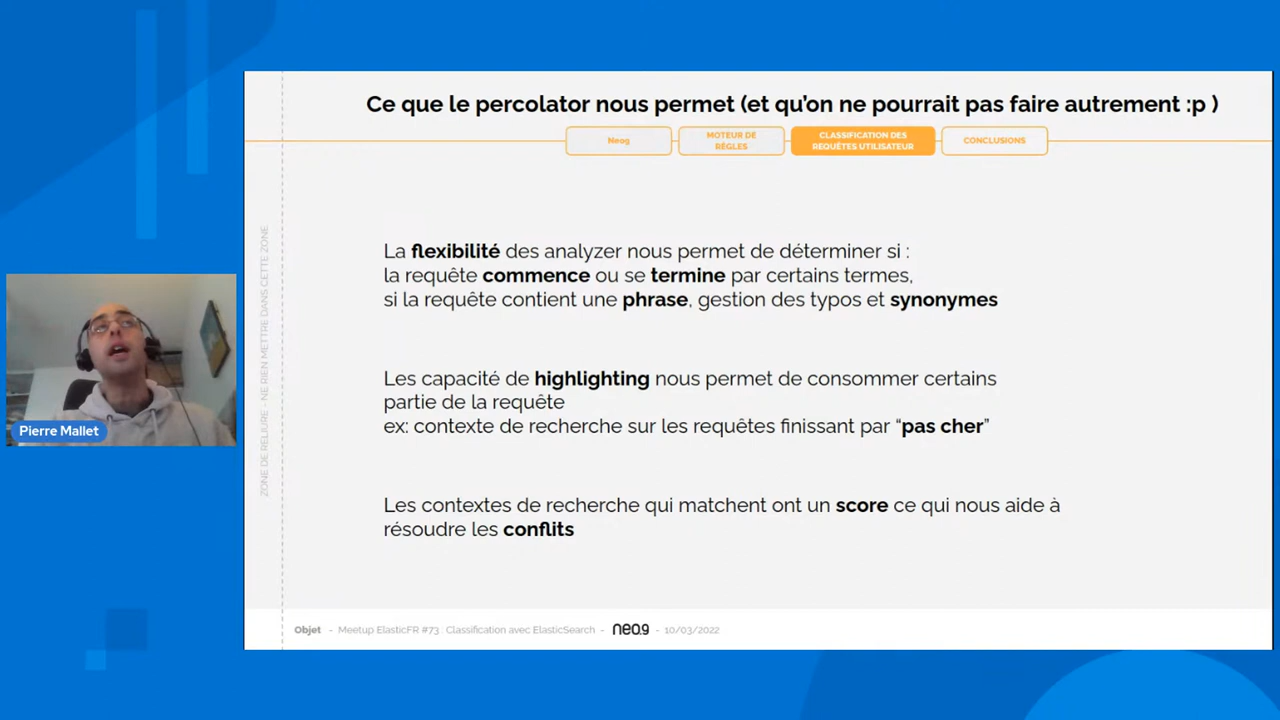 Ce que le percolator nous permet (et qu'on ne pourrait pas faire autrement :p )
Neo9
MOTEUR DE
RÈGLES
CLASSIFICATION DES
REQUÊTES UTILISATEUR
CONCLUSIONS
ZONE DE RELIURE - NE RIEN METTRE DANS CETTE ZONE
La flexibilité des analyzer nous permet de déterminer si :
la requête commence ou se termine par certains termes,
si la requête contient une phrase, gestion des typos et synonymes
Les capacité de highlighting nous permet de consommer certains
partie de la requête
ex: contexte de recherche sur les requêtes finissant par “pas cher”
Les contextes de recherche qui matchent ont un score ce qui nous aide à
résoudre les conflits
Pierre Mallet
Objet - Meetup ElasticFR #73 : Classification avec ElasticSearch - neo.9 - 10/03/2022